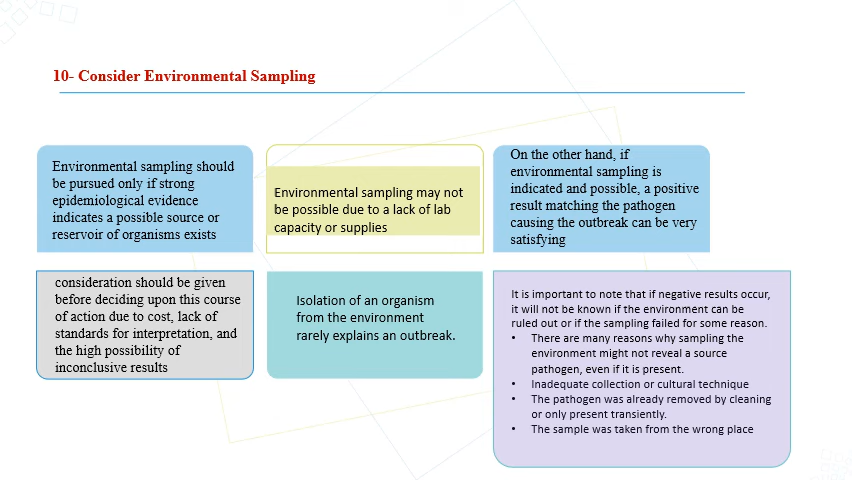 10- Consider Environmental Sampling
Environmental sampling should
be pursued only if strong
epidemiological evidence
indicates a possible source or
reservoir of organisms exists
Environmental sampling may not
be possible due to a lack of lab
capacity or supplies
On the other hand, if
environmental sampling is
indicated and possible, a positive
result matching the pathogen
causing the outbreak can be very
satisfying
consideration should be given
before deciding upon this course
of action due to cost, lack of
standards for interpretation, and
the high possibility of
inconclusive results
Isolation of an organism
from the environment
rarely explains an outbreak.
It is important to note that if negative results occur,
it will not be known if the environment can be
ruled out or if the sampling failed for some reason.
• There are many reasons why sampling the
environment might not reveal a source
pathogen, even if it is present.
• Inadequate collection or cultural technique
• The pathogen was already removed by cleaning
or only present transiently.
• The sample was taken from the wrong place